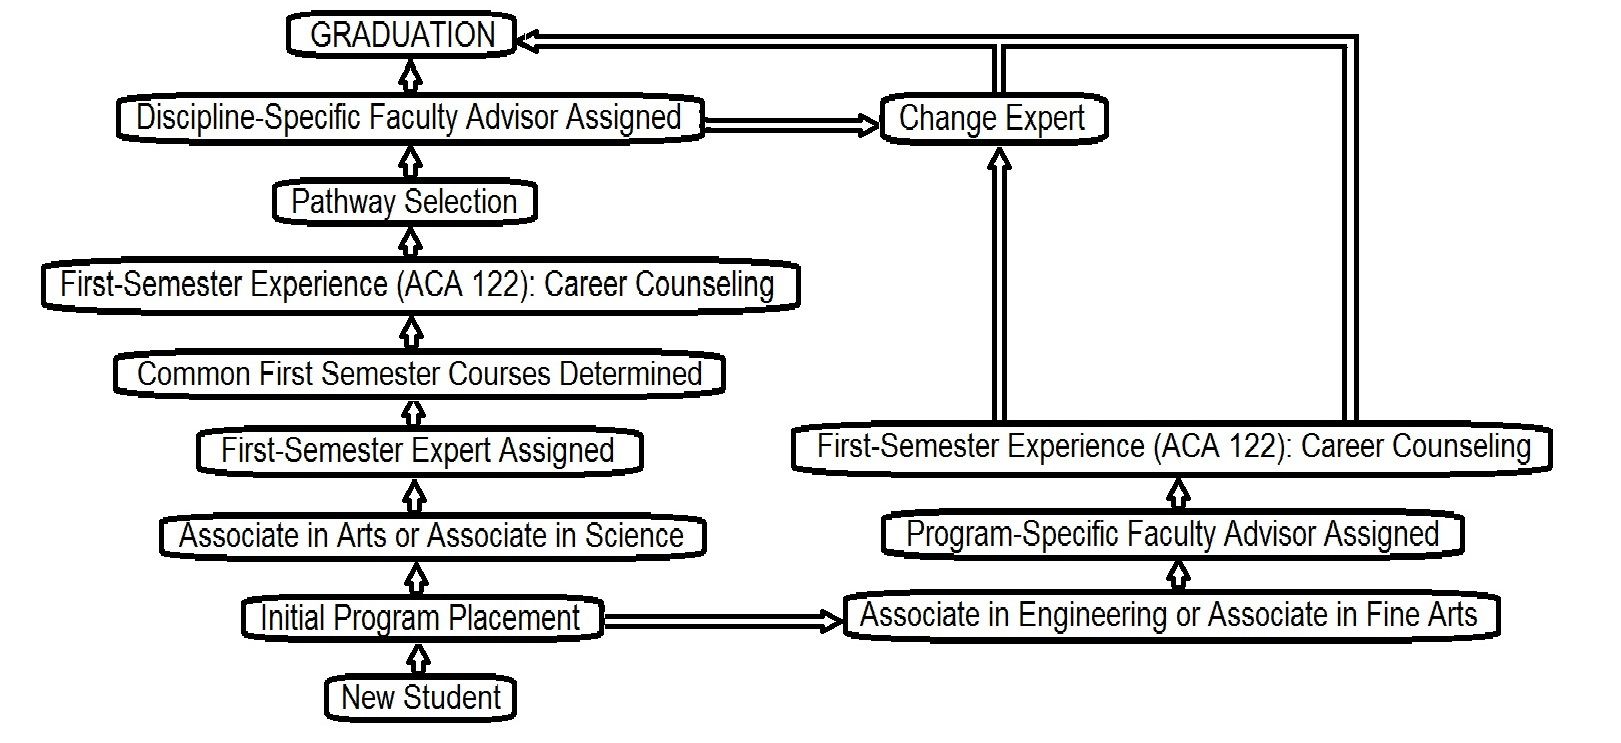 GRADUATION
Discipline-Specific Faculty Advisor Assigned
Change Expert
Pathway Selection
First-Semester Experience (ACA 122): Career Counseling
Common First Semester Courses Determined
First-Semester Expert Assigned
First-Semester Experience (ACA 122): Career Counseling
Associate in Arts or Associate in Science
Program-Specific Faculty Advisor Assigned
Initial Program Placement
Associate in Engineering or Associate in Fine Arts
New Student